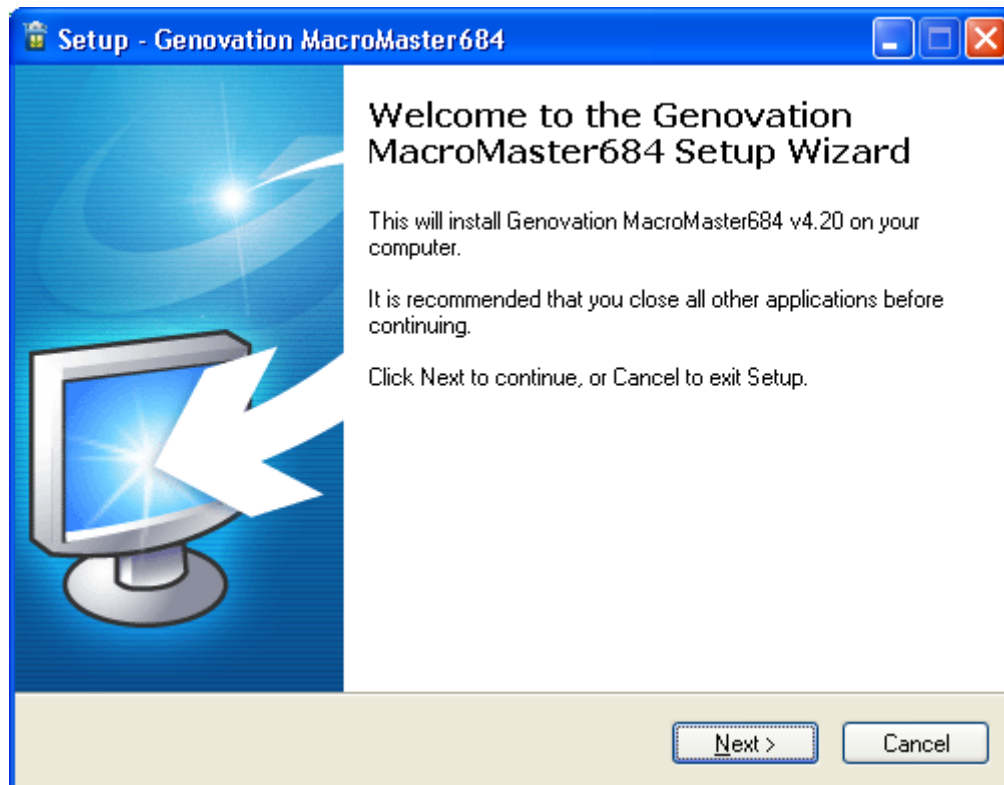 Setup - Genovation MacroMaster684
Welcome to the Genovation
MacroMaster684 Setup Wizard
This will install Genovation MacroMaster684 v4.20 on your
computer.
It is recommended that you close all other applications before
continuing.
Click Next to continue, or Cancel to exit Setup.
Next >
Cancel